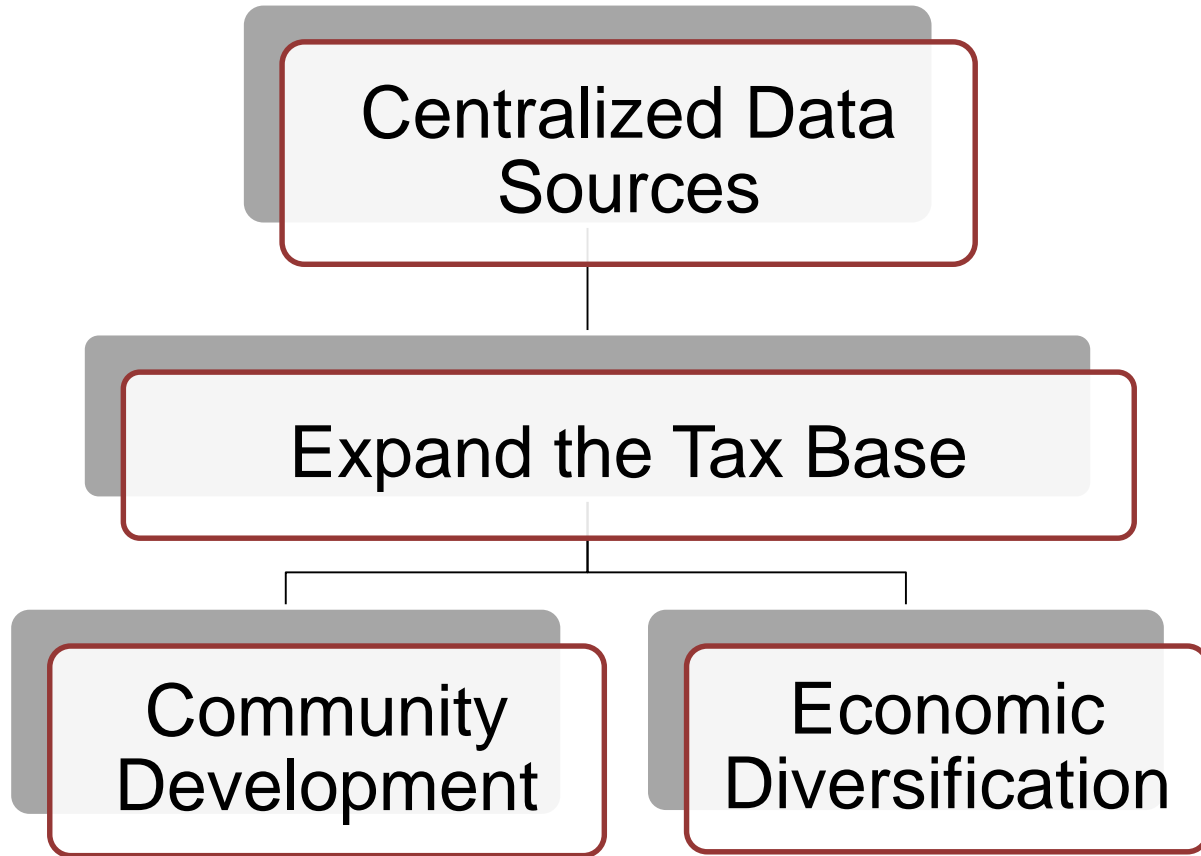 Centralized Data
Sources
Expand the Tax Base
Community
Development
Economic
Diversification